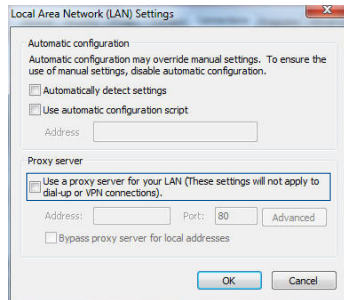 Local Area Network (LAN) Settings
Automatic configuration
Automatic configuration may override manual settings. To ensure the
use of manual settings, disable automatic configuration.
Automatically detect settings
Use automatic configuration script
Address
Proxy server
Use a proxy server for your LAN (These settings will not apply to
dial-up or VPN connections).
Address:
Port: 80
Advanced
Bypass proxy server for local addresses
OK
Cancel